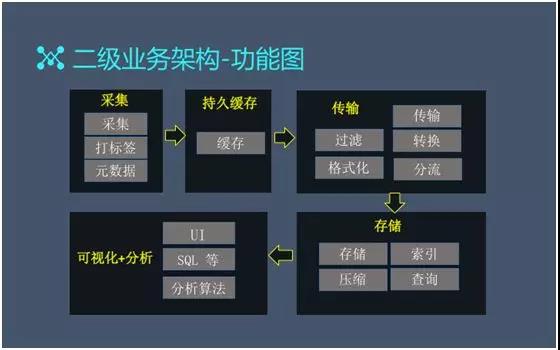 二级业务架构-功能图
采集
采集
打标签
元数据
持久缓存
缓存
传输
过滤
格式化
传输
转换
分流
存储
存储
索引
压缩
查询
可视化+分析
UI
SQL 等
分析算法